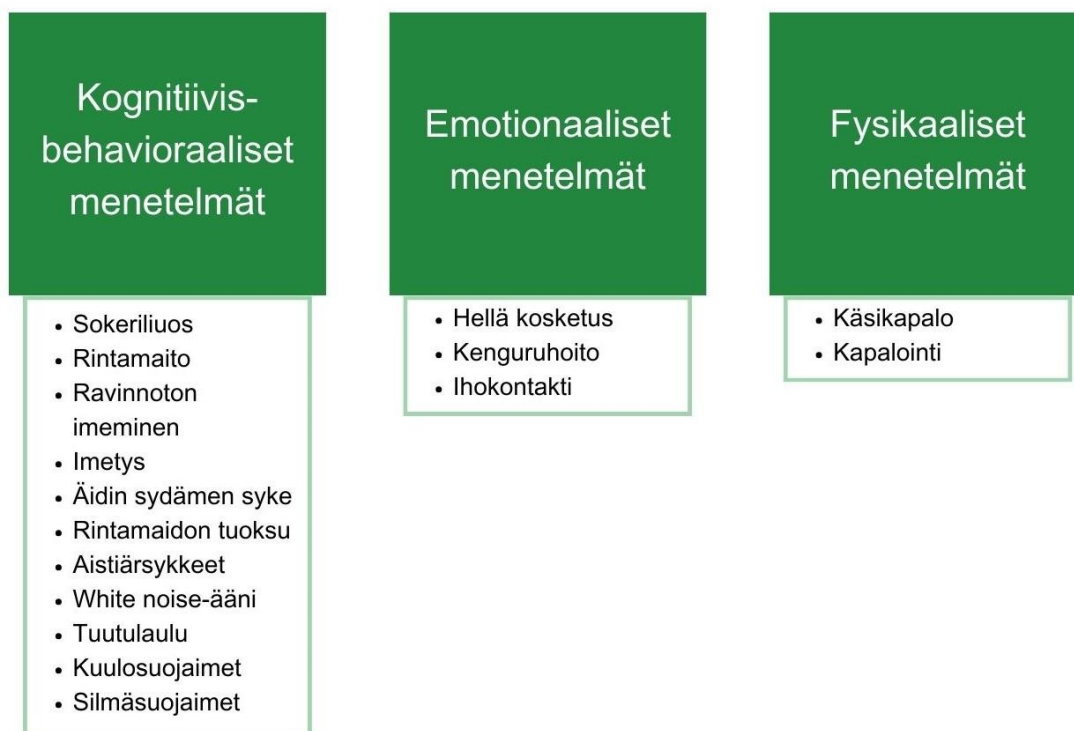 Kognitiivis-
behavioraaliset
menetelmät
• Sokeriliuos
• Rintamaito
• Ravinnoton
imeminen
• Imetys
• Äidin sydämen syke
• Rintamaidon tuoksu
• Aistiärsykkeet
• White noise-ääni
• Tuutulaulu
• Kuulosuojaimet
• Silmäsuojaimet
Emotionaaliset
menetelmät
• Hellä kosketus
• Kenguruhoito
• Ihokontakti
Fysikaaliset
menetelmät
• Käsikapalo
• Kapalointi